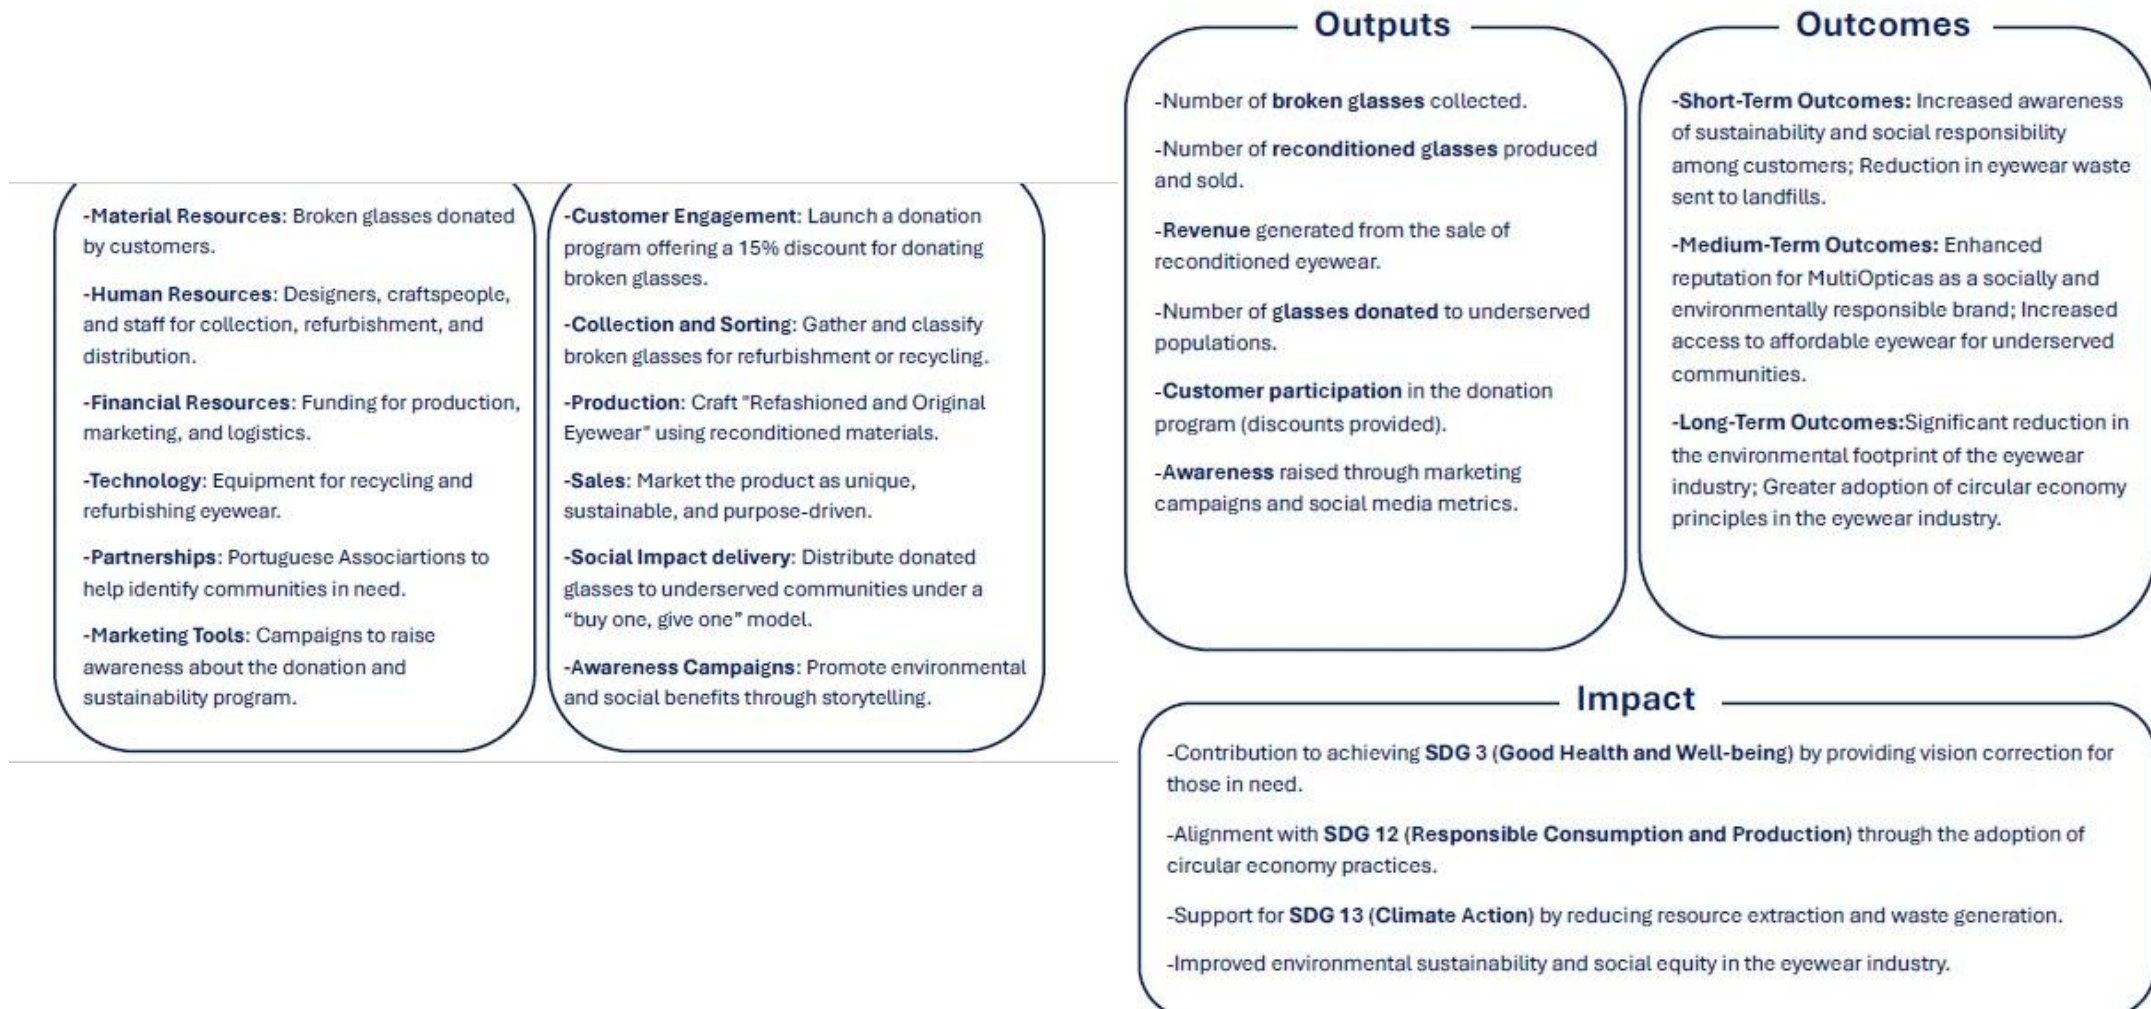 -Material Resources: Broken glasses donated
by customers.
-Human Resources: Designers, craftspeople,
and staff for collection, refurbishment, and
distribution.
-Financial Resources: Funding for production,
marketing, and logistics.
-Technology: Equipment for recycling and
refurbishing eyewear.
-Partnerships: Portuguese Associartions to
help identify communities in need.
-Marketing Tools: Campaigns to raise
awareness about the donation and
sustainability program.
-Customer Engagement: Launch a donation
program offering a 15% discount for donating
broken glasses.
-Collection and Sorting: Gather and classify
broken glasses for refurbishment or recycling.
-Production: Craft "Refashioned and Original
Eyewear" using reconditioned materials.
-Sales: Market the product as unique,
sustainable, and purpose-driven.
-Social Impact delivery: Distribute donated
glasses to underserved communities under a
“buy one, give one” model.
-Awareness Campaigns: Promote environmental
and social benefits through storytelling.
Outputs
-Number of broken glasses collected.
-Number of reconditioned glasses produced
and sold.
-Revenue generated from the sale of
reconditioned eyewear.
-Number of glasses donated to underserved
populations.
-Customer participation in the donation
program (discounts provided).
-Awareness raised through marketing
campaigns and social media metrics.
Outcomes
-Short-Term Outcomes: Increased awareness
of sustainability and social responsibility
among customers; Reduction in eyewear waste
sent to landfills.
-Medium-Term Outcomes: Enhanced
reputation for MultiOpticas as a socially and
environmentally responsible brand; Increased
access to affordable eyewear for underserved
communities.
-Long-Term Outcomes:Significant reduction in
the environmental footprint of the eyewear
industry; Greater adoption of circular economy
principles in the eyewear industry.
Impact
-Contribution to achieving SDG 3 (Good Health and Well-being) by providing vision correction for
those in need.
-Alignment with SDG 12 (Responsible Consumption and Production) through the adoption of
circular economy practices.
-Support for SDG 13 (Climate Action) by reducing resource extraction and waste generation.
-Improved environmental sustainability and social equity in the eyewear industry.